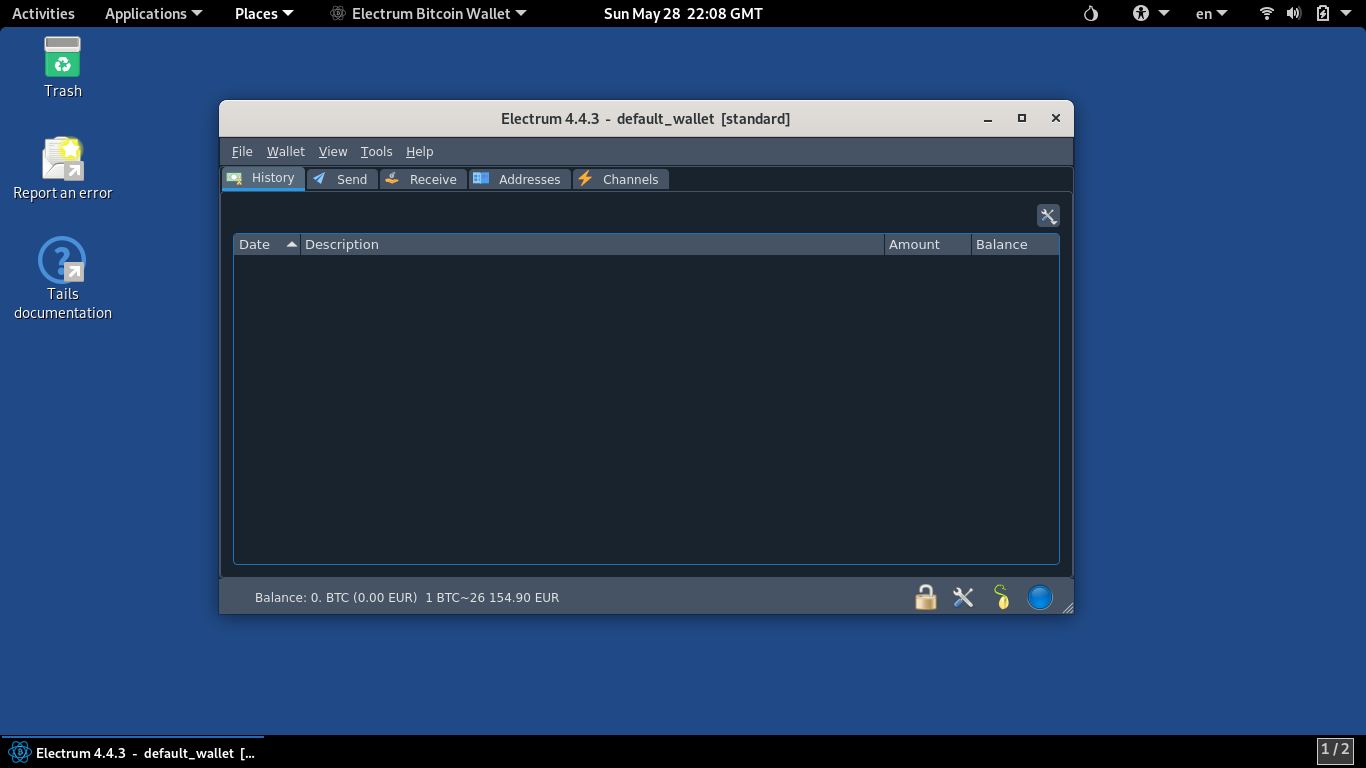 Activities Applications Places Electrum Bitcoin Wallet Sun May 28 22:08 GMT en
Trash
Report an error
Tails
documentation
Electrum 4.4.3 - default_wallet [standard]
File Wallet View Tools Help
History Send Receive Addresses Channels
Date Description Amount Balance
Balance: 0. BTC (0.00 EUR) 1 BTC~26 154.90 EUR
Electrum 4.4.3 - default_wallet [...
1 / 2